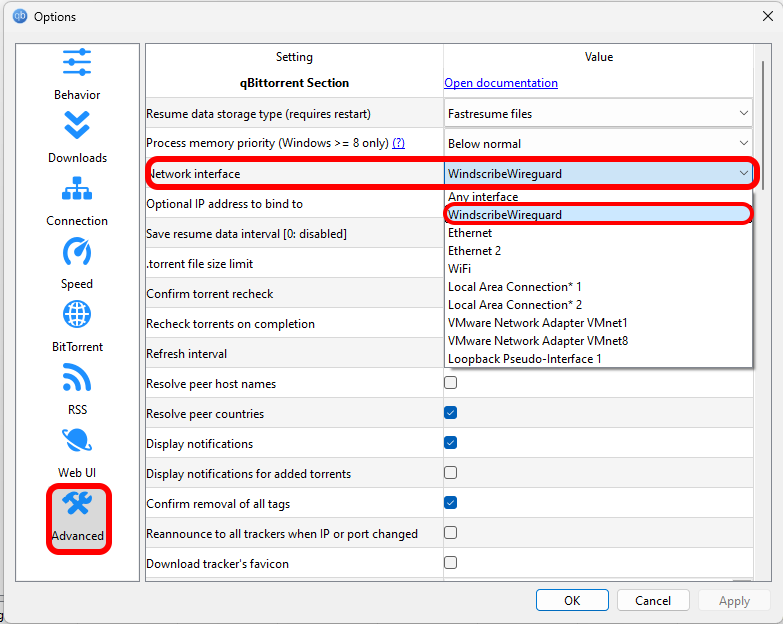 Options
Setting Value
qBittorrent Section Open documentation
Resume data storage type (requires restart) Fastresume files
Process memory priority (Windows >= 8 only) (?) Below normal
Network interface WindscribeWireguard
Any interface
WindscribeWireguard
Ethernet
Ethernet 2
WiFi
Local Area Connection* 1
Local Area Connection* 2
VMware Network Adapter VMnet1
VMware Network Adapter VMnet8
Loopback Pseudo-Interface 1
Optional IP address to bind to
Save resume data interval [0: disabled]
.torrent file size limit
Confirm torrent recheck
Recheck torrents on completion
Refresh interval
Resolve peer host names
Resolve peer countries
Display notifications
Display notifications for added torrents
Confirm removal of all tags
Reannounce to all trackers when IP or port changed
Download tracker's favicon
Behavior
Downloads
Connection
Speed
BitTorrent
RSS
Web UI
Advanced
OK Cancel Apply